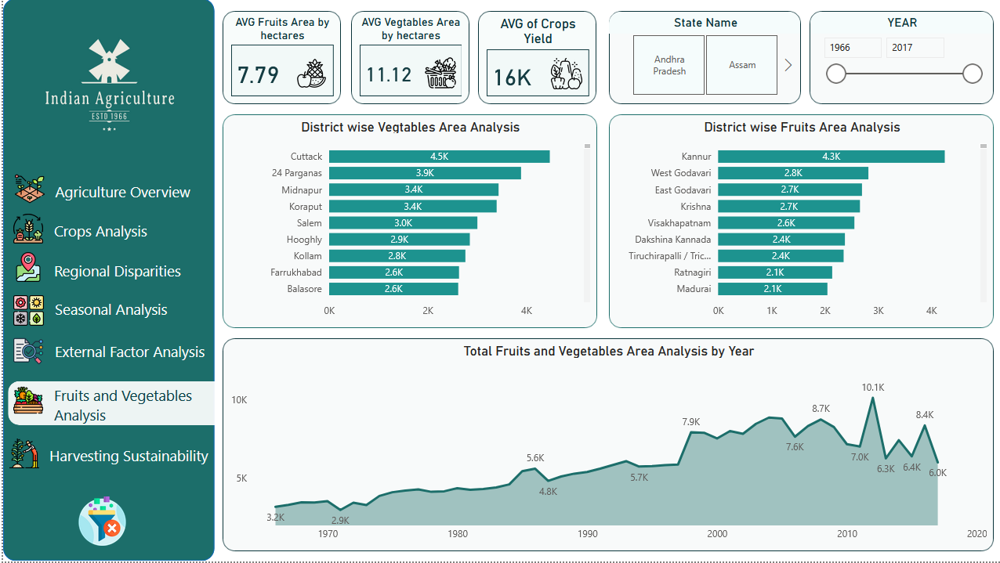 Indian Agriculture
ESTD 1966
Agriculture Overview
Crops Analysis
Regional Disparities
Seasonal Analysis
External Factor Analysis
Fruits and Vegetables
Analysis
Harvesting Sustainability
AVG Fruits Area by
hectares
7.79
AVG Vegtables Area
by hectares
11.12
AVG of Crops
Yield
16K
State Name
Andhra
Pradesh
Assam
YEAR
1966
2017
District wise Vegtables Area Analysis
Cuttack 4.5K
24 Parganas 3.9K
Midnapur 3.4K
Koraput 3.4K
Salem 3.0K
Hooghly 2.9K
Kollam 2.8K
Farrukhabad 2.6K
Balasore 2.6K
0K 2K 4K
District wise Fruits Area Analysis
Kannur 4.3K
West Godavari 2.8K
East Godavari 2.7K
Krishna 2.7K
Visakhapatnam 2.6K
Dakshina Kannada 2.4K
Tiruchirapalli / Tric... 2.4K
Ratnagiri 2.1K
Madurai 2.1K
0K 1K 2K 3K 4K
Total Fruits and Vegetables Area Analysis by Year
10K
5K
3.2K
2.9K
5.6K
4.8K
5.7K
7.9K
7.6K
8.7K
7.0K
10.1K
6.3K
6.4K
8.4K
6.0K
1970 1980 1990 2000 2010 2020